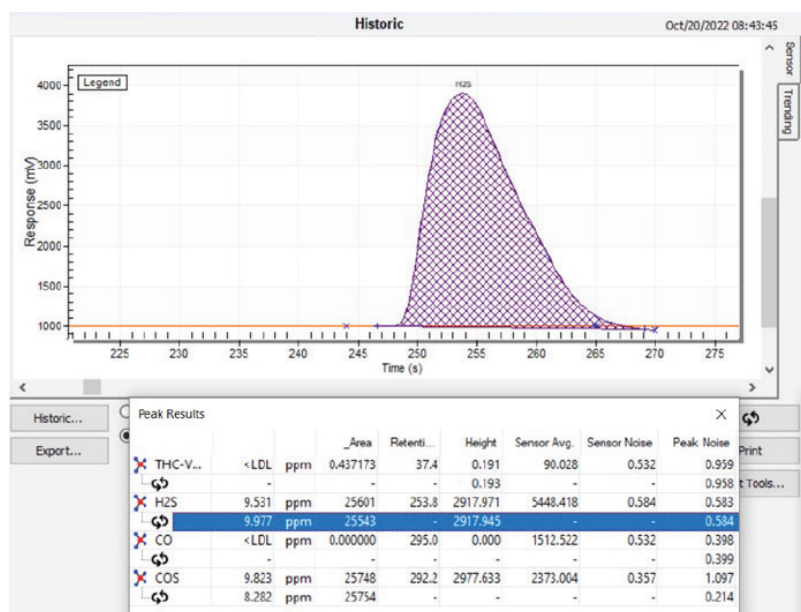 Historic
Oct/20/2022 08:43:45
Sensor
Trending
Legend
H2S
Response (mV)
4000
3500
3000
2500
2000
1500
1000
225 230 235 240 245 250 255 260 265 270 275
Time (s)
Historic...
Export...
Print
t Tools...
Peak Results
_Area Retenti... Height Sensor Avg. Sensor Noise Peak Noise
THC-V... <LDL ppm 0.437173 37.4 0.191 90.028 0.532 0.959
- - - 0.193 - - 0.958
H2S 9.531 ppm 25601 253.8 2917.971 5448.418 0.584 0.583
9.977 ppm 25543 - 2917.945 - - 0.584
CO <LDL ppm 0.000000 295.0 0.000 1512.522 0.532 0.398
- - - - - - 0.399
COS 9.823 ppm 25748 292.2 2977.633 2373.004 0.357 1.097
8.282 ppm 25754 - - - - 0.214